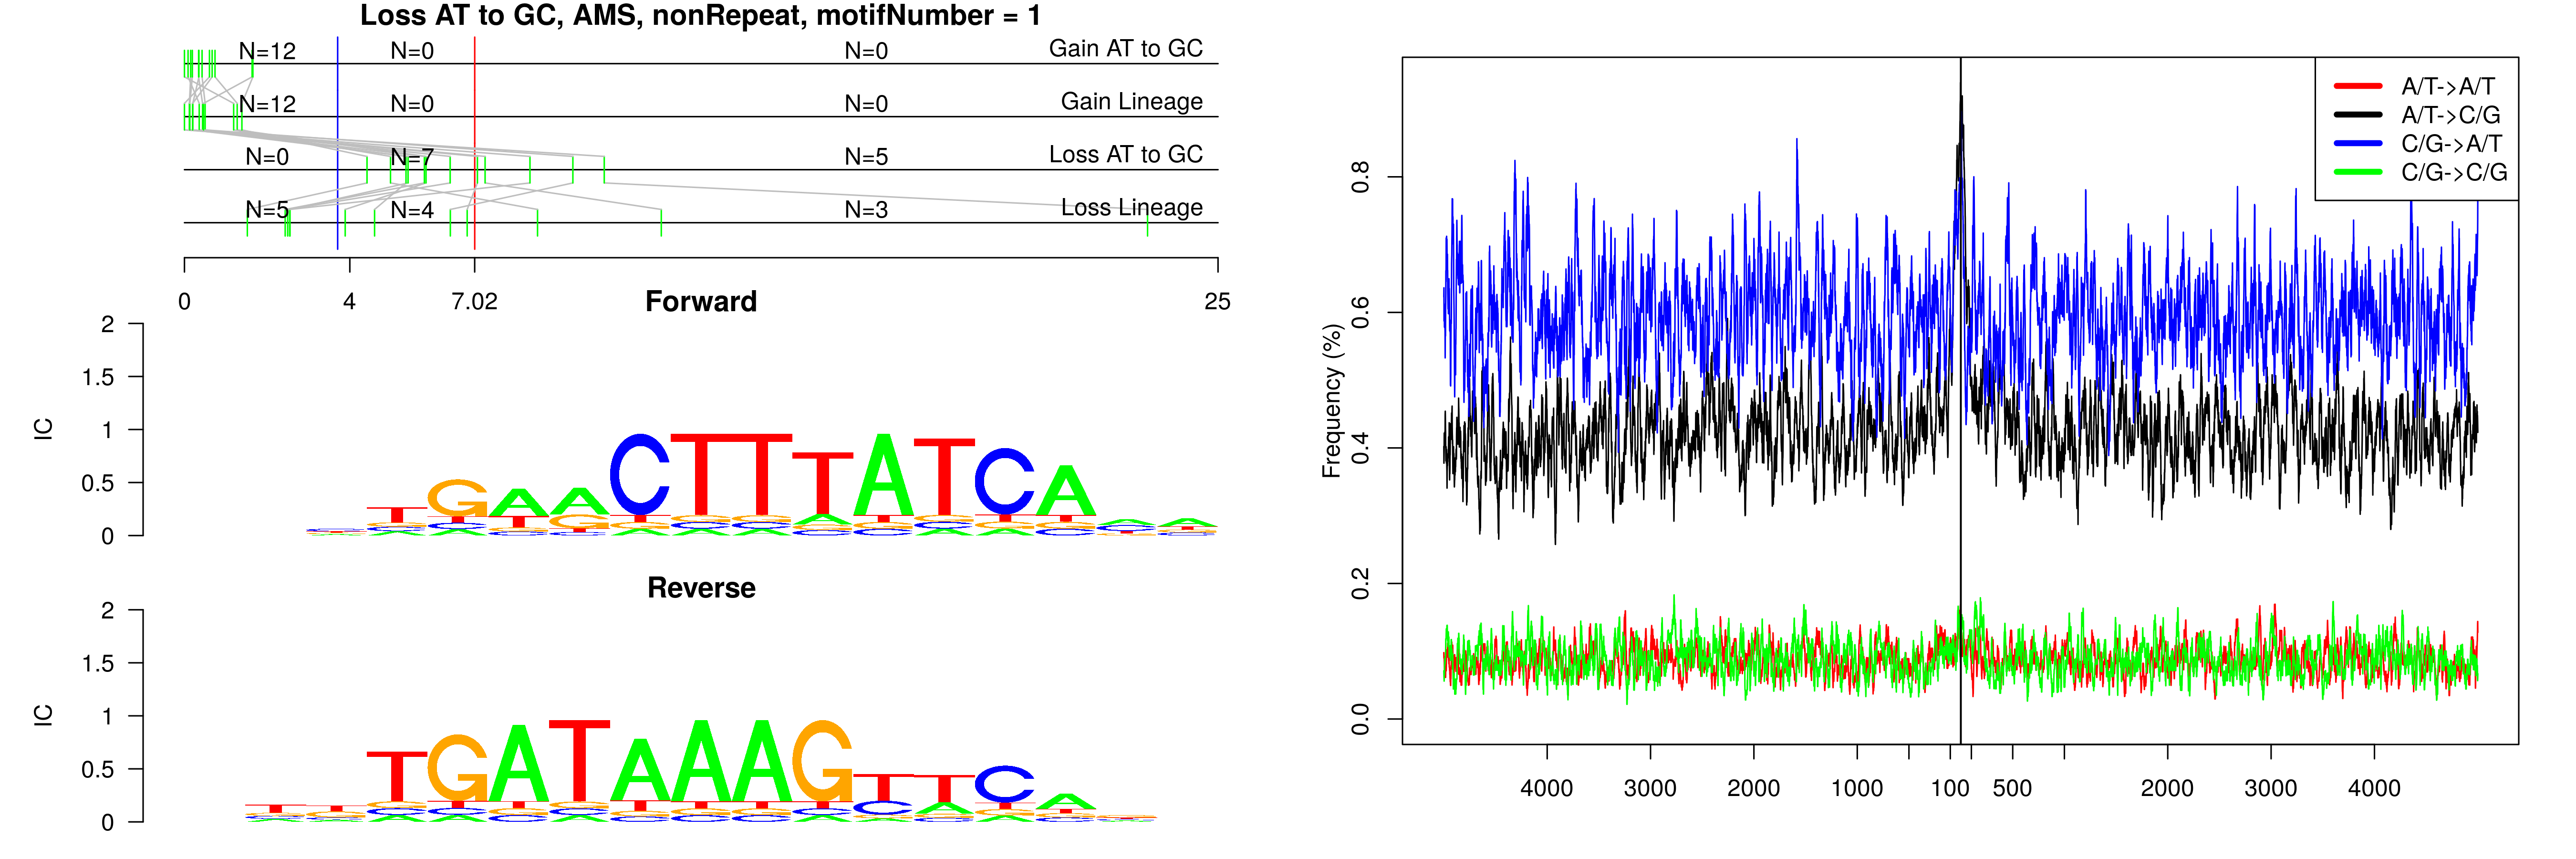 Loss AT to GC, AMS, nonRepeat, motifNumber = 1
N=12 N=0 N=0 Gain AT to GC
N=12 N=0 N=0 Gain Lineage
N=0 N=7 N=5 Loss AT to GC
N=5 N=4 N=3 Loss Lineage
0 4 7.02 25
Forward
2
1.5
1
0.5
0
IC
TGAACTTTATCA
Reverse
2
1.5
1
0.5
0
IC
TGATAAAGTTCA
A/T->A/T
A/T->C/G
C/G->A/T
C/G->C/G
Frequency (%)
0.8
0.6
0.4
0.2
0.0
4000 3000 2000 1000 100 500 2000 3000 4000